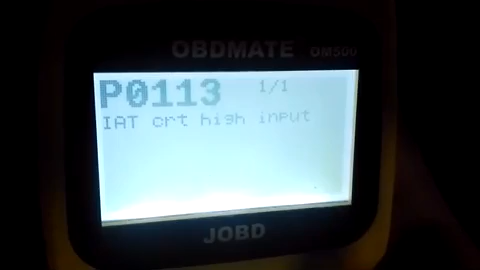 OBDMATE OM500
P0113 1/1
IAT crt high input
JOBD